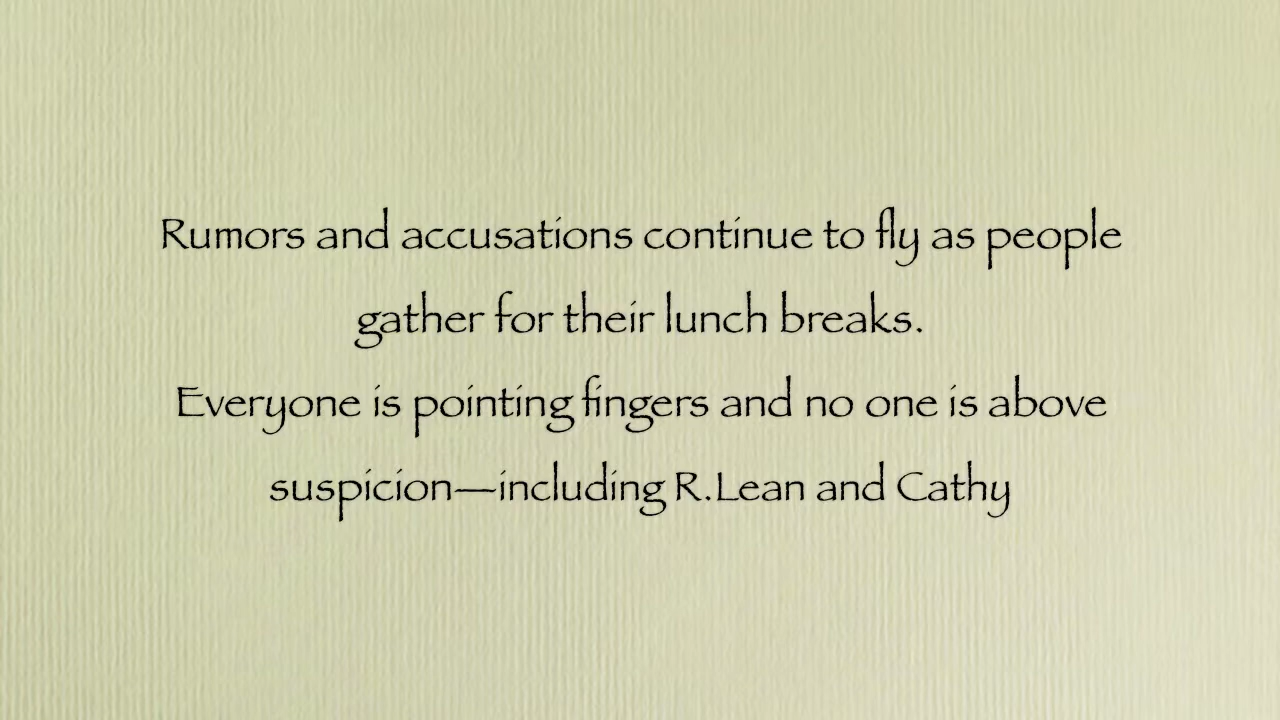 Rumors and accusations continue to fly as people
gather for their lunch breaks.
Everyone is pointing fingers and no one is above
suspicion—including R.Lean and Cathy